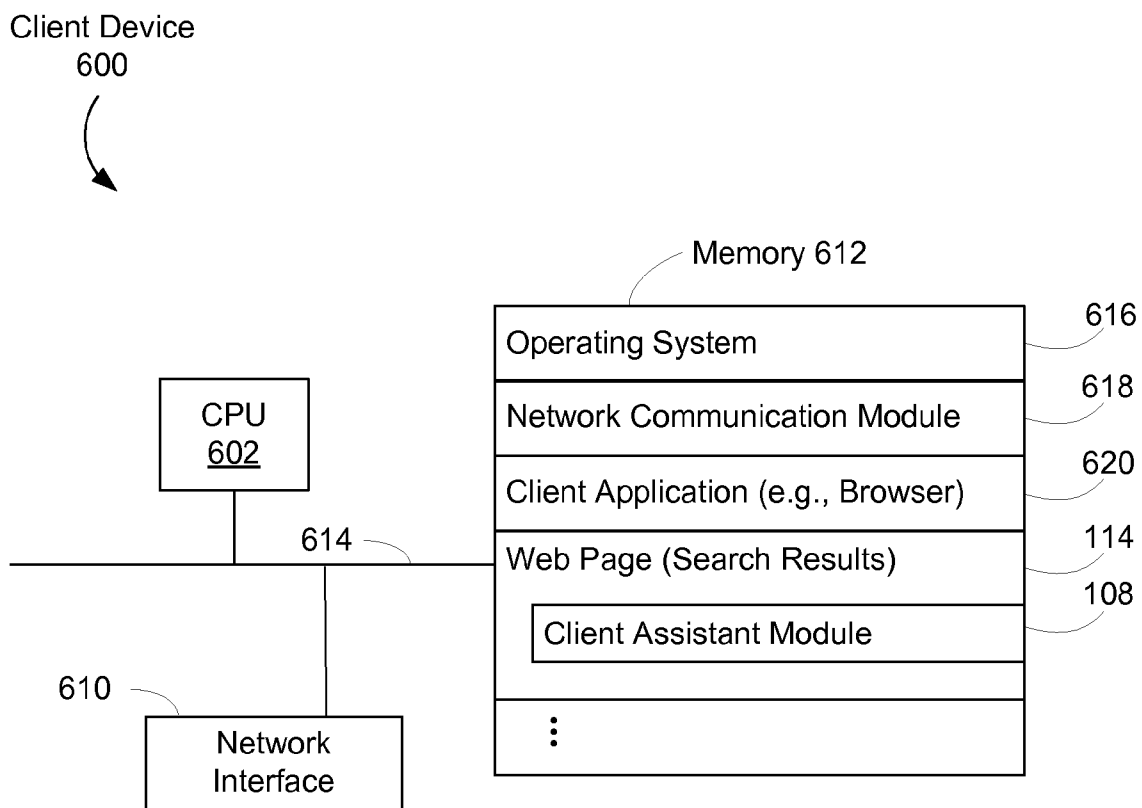 Client Device
600
Memory 612
Operating System
616
Network Communication Module
618
Client Application (e.g., Browser)
620
Web Page (Search Results)
114
Client Assistant Module
108
CPU
602
614
610
Network
Interface